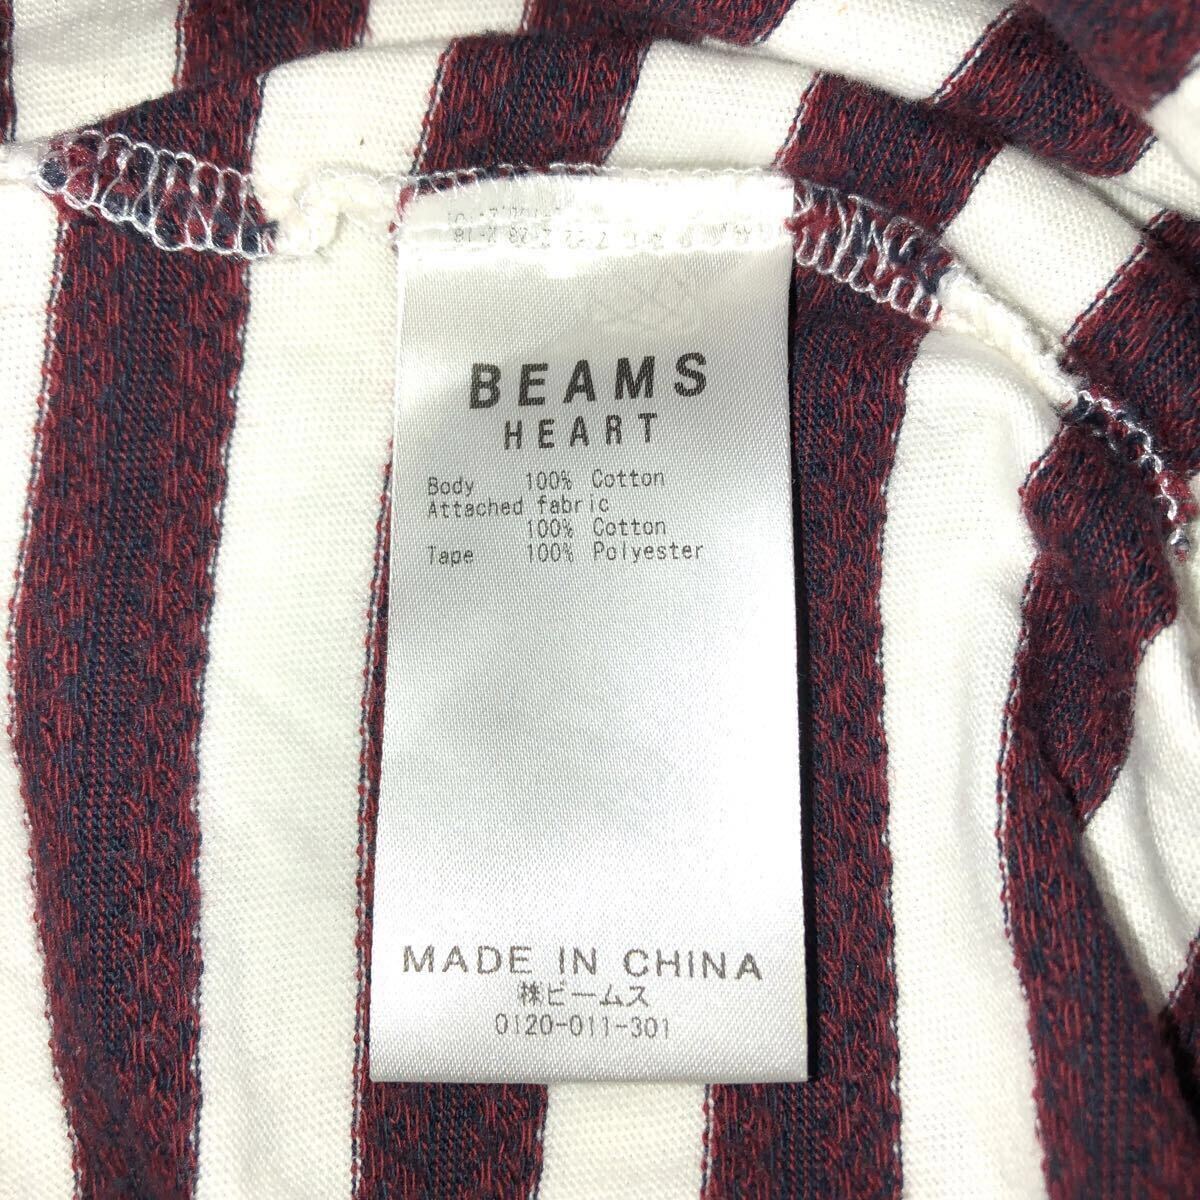 BEAMS
HEART
Body 100% Cotton
Attached fabric
100% Cotton
Tape 100% Polyester
MADE IN CHINA
㈱ビームス
0120-011-301